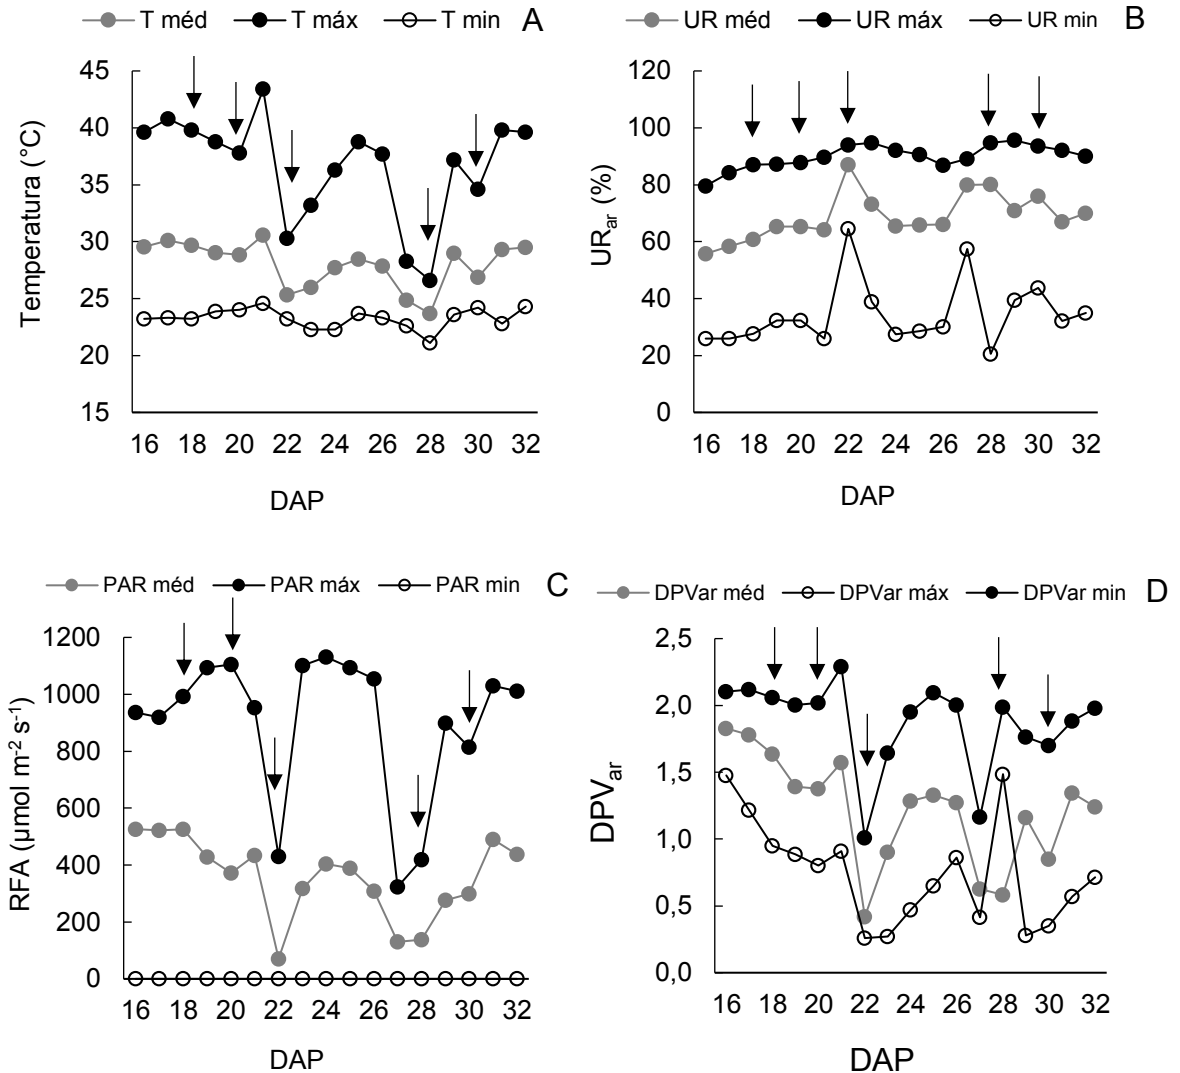 T méd T máx T min A
45
40
35
30
25
20
15
Temperatura (°C)
16 18 20 22 24 26 28 30 32
DAP
UR méd UR máx UR min B
120
100
80
60
40
20
0
URar (%)
16 18 20 22 24 26 28 30 32
DAP
PAR méd PAR máx PAR min C
1200
1000
800
600
400
200
0
RFA (μmol m-2 s-1)
16 18 20 22 24 26 28 30 32
DAP
DPVar méd DPVar máx DPVar min D
2,5
2,0
1,5
1,0
0,5
0,0
DPVar
16 18 20 22 24 26 28 30 32
DAP